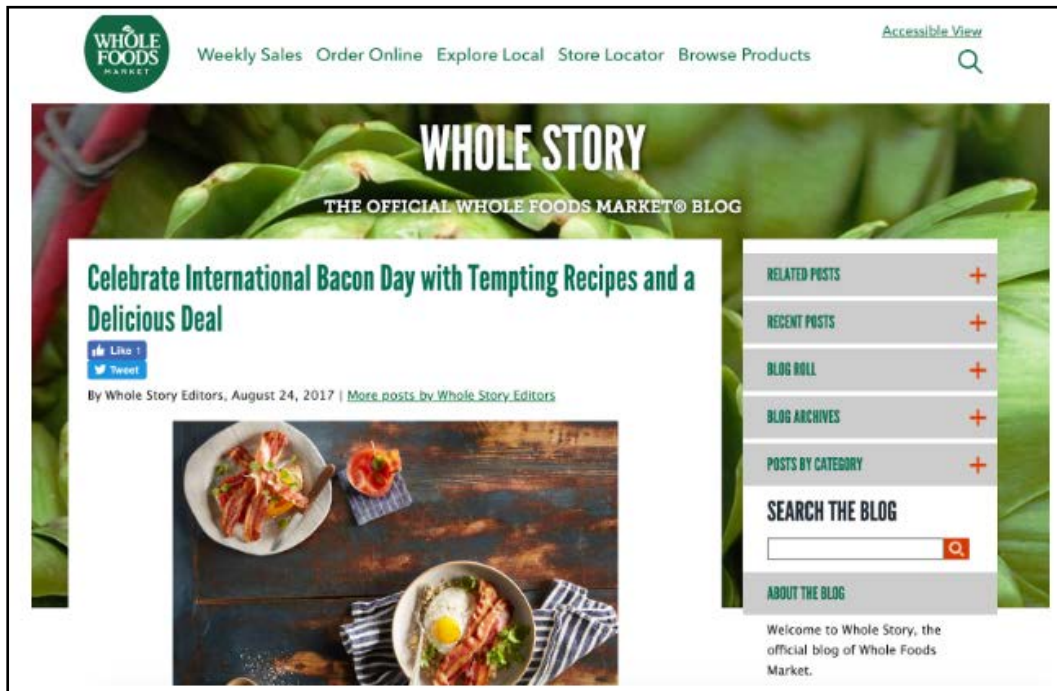 WHOLE
FOODS
MARKET
Weekly Sales Order Online Explore Local Store Locator Browse Products
Accessible View
WHOLE STORY
THE OFFICIAL WHOLE FOODS MARKET® BLOG
Celebrate International Bacon Day with Tempting Recipes and a
Delicious Deal
Like 1
Tweet
By Whole Story Editors, August 24, 2017 | More posts by Whole Story Editors
RELATED POSTS +
RECENT POSTS +
BLOG ROLL +
BLOG ARCHIVES +
POSTS BY CATEGORY +
SEARCH THE BLOG
ABOUT THE BLOG
Welcome to Whole Story, the
official blog of Whole Foods
Market.